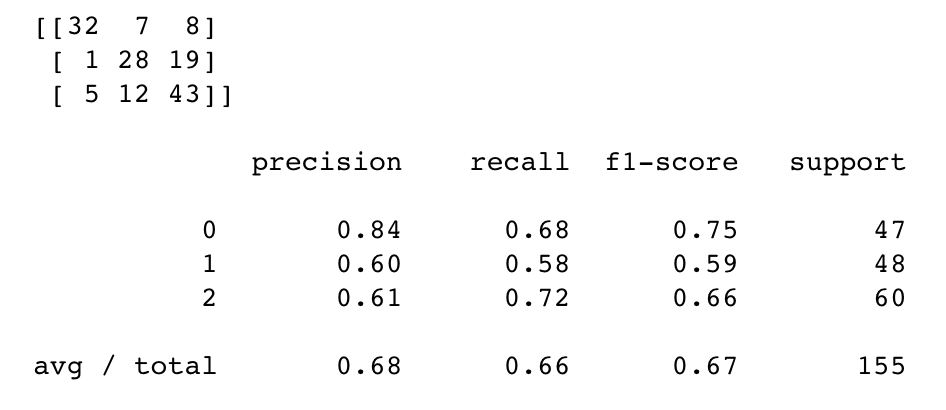 [[32 7 8]
[ 1 28 19]
[ 5 12 43]]
precision recall f1-score support
0 0.84 0.68 0.75 47
1 0.60 0.58 0.59 48
2 0.61 0.72 0.66 60
avg / total 0.68 0.66 0.67 155